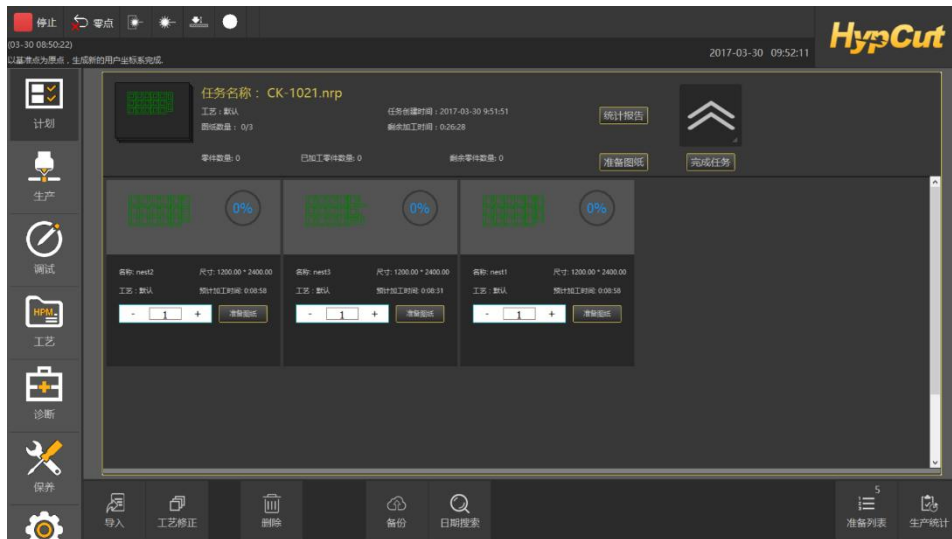 停止 零点
HypCut
(03-30 08:50:22)
以基准点为原点，生成新的用户坐标系完成.
2017-03-30 09:52:11
计划
生产
调试
HPM
工艺
诊断
保养
任务名称： CK-1021.nrp
工艺：默认 任务创建时间：2017-03-30 9:51:51
图纸数量： 0/3 剩余加工时间：0:26:28
统计报告
零件数量: 0 已加工零件数量: 0 剩余零件数量: 0
准备图纸 完成任务
0% 0% 0%
名称: nest2 尺寸: 1200.00 * 2400.00 名称: nest3 尺寸: 1200.00 * 2400.00 名称: nest1 尺寸: 1200.00 * 2400.00
工艺：默认 预计加工时间: 0:08:58 工艺：默认 预计加工时间: 0:08:31 工艺：默认 预计加工时间: 0:08:58
- 1 + 准备图纸 - 1 + 准备图纸 - 1 + 准备图纸
导入 工艺修正 删除 备份 日期搜索
5
准备列表 生产统计